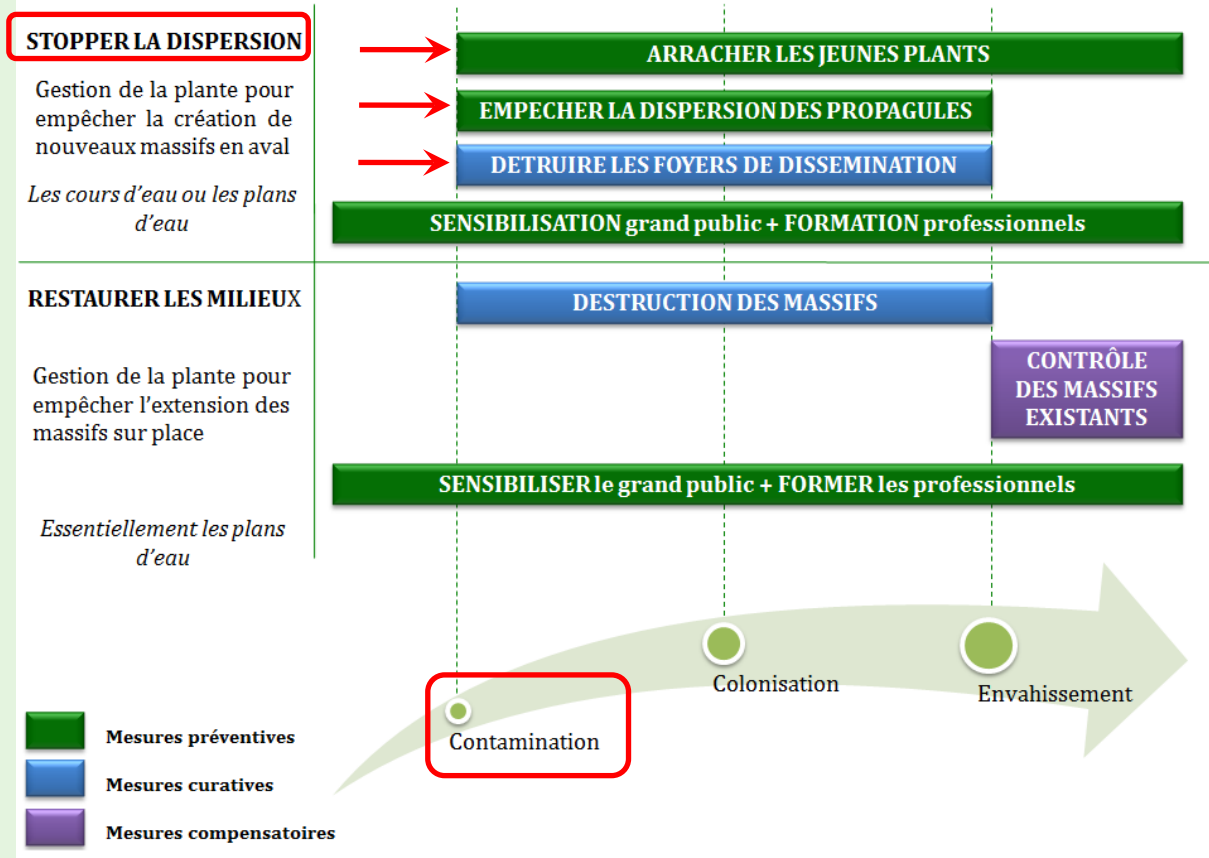 STOPPER LA DISPERSION
Gestion de la plante pour
empêcher la création de
nouveaux massifs en aval
Les cours d'eau ou les plans
d'eau
ARRACHER LES JEUNES PLANTS
EMPECHER LA DISPERSION DES PROPAGULES
DETRUIRE LES FOYERS DE DISSEMINATION
SENSIBILISATION grand public + FORMATION professionnels
RESTAURER LES MILIEUX
Gestion de la plante pour
empêcher l'extension des
massifs sur place
Essentiellement les plans
d'eau
DESTRUCTION DES MASSIFS
CONTRÔLE
DES MASSIFS
EXISTANTS
SENSIBILISER le grand public + FORMER les professionnels
Contamination
Colonisation
Envahissement
Mesures préventives
Mesures curatives
Mesures compensatoires